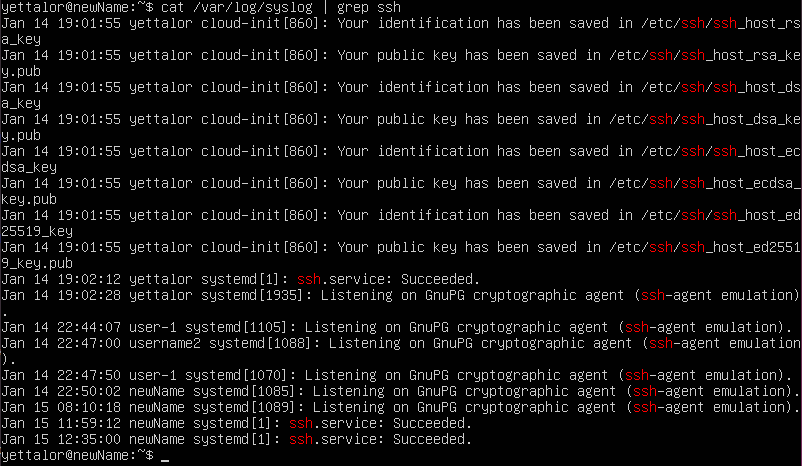 yettalor@newName:~$ cat /var/log/syslog | grep ssh
Jan 14 19:01:55 yettalor cloud-init[860]: Your identification has been saved in /etc/ssh/ssh_host_rs
a_key
Jan 14 19:01:55 yettalor cloud-init[860]: Your public key has been saved in /etc/ssh/ssh_host_rsa_ke
y.pub
Jan 14 19:01:55 yettalor cloud-init[860]: Your identification has been saved in /etc/ssh/ssh_host_ds
a_key
Jan 14 19:01:55 yettalor cloud-init[860]: Your public key has been saved in /etc/ssh/ssh_host_dsa_ke
y.pub
Jan 14 19:01:55 yettalor cloud-init[860]: Your identification has been saved in /etc/ssh/ssh_host_ec
dsa_key
Jan 14 19:01:55 yettalor cloud-init[860]: Your public key has been saved in /etc/ssh/ssh_host_ecdsa_
key.pub
Jan 14 19:01:55 yettalor cloud-init[860]: Your identification has been saved in /etc/ssh/ssh_host_ed
25519_key
Jan 14 19:01:55 yettalor cloud-init[860]: Your public key has been saved in /etc/ssh/ssh_host_ed2551
9_key.pub
Jan 14 19:02:12 yettalor systemd[1]: ssh.service: Succeeded.
Jan 14 19:02:28 yettalor systemd[1935]: Listening on GnuPG cryptographic agent (ssh-agent emulation)
.
Jan 14 22:44:07 user-1 systemd[1105]: Listening on GnuPG cryptographic agent (ssh-agent emulation).
Jan 14 22:47:00 username2 systemd[1088]: Listening on GnuPG cryptographic agent (ssh-agent emulation
).
Jan 14 22:47:50 user-1 systemd[1070]: Listening on GnuPG cryptographic agent (ssh-agent emulation).
Jan 14 22:50:02 newName systemd[1085]: Listening on GnuPG cryptographic agent (ssh-agent emulation).
Jan 15 08:10:18 newName systemd[1089]: Listening on GnuPG cryptographic agent (ssh-agent emulation).
Jan 15 11:59:12 newName systemd[1]: ssh.service: Succeeded.
Jan 15 12:35:00 newName systemd[1]: ssh.service: Succeeded.
yettalor@newName:~$ _